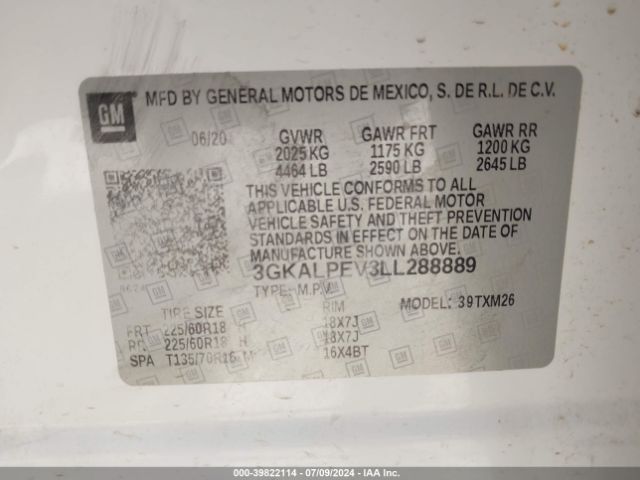 GM
MFD BY GENERAL MOTORS DE MEXICO, S. DE R.L. DE C.V.
06/20 GVWR GAWR FRT GAWR RR
2025 KG 1175 KG 1200 KG
4464 LB 2590 LB 2645 LB
THIS VEHICLE CONFORMS TO ALL
APPLICABLE U.S. FEDERAL MOTOR
VEHICLE SAFETY AND THEFT PREVENTION
STANDARDS IN EFFECT ON THE DATE OF
MANUFACTURE SHOWN ABOVE.
3GKALPEV3LL288889
TYPE: M.P.V. MODEL: 39TXM26
TIRE SIZE RIM
FRT 225/60R18 H 18X7J
RR 225/60R18 H 18X7J
SPA T135/70R16 M 16X4BT
000-39822114 / 07/09/2024 - IAA Inc.